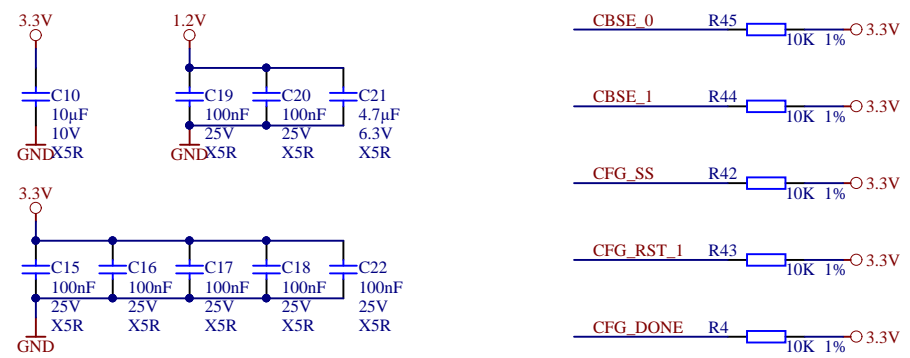 3.3V
C10
10µF
10V
X5R
GND
1.2V
C19
100nF
25V
X5R
C20
100nF
25V
X5R
C21
4.7µF
6.3V
X5R
GND
3.3V
C15
100nF
25V
X5R
C16
100nF
25V
X5R
C17
100nF
25V
X5R
C18
100nF
25V
X5R
C22
100nF
25V
X5R
GND
CBSE_0 R45 10K 1% 3.3V
CBSE_1 R44 10K 1% 3.3V
CFG_SS R42 10K 1% 3.3V
CFG_RST_1 R43 10K 1% 3.3V
CFG_DONE R4 10K 1% 3.3V